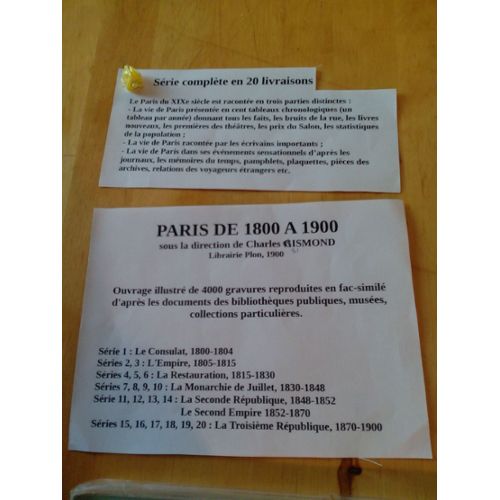 Série complète en 20 livraisons
Le Paris du XIXe siècle est racontée en trois parties distinctes :
- La vie de Paris présentée en cent tableaux chronologiques (un
tableau par année) donnant tous les faits, les bruits de la rue, les livres
nouveaux, les premières des théâtres, les prix du Salon, les statistiques
de la population ;
- La vie de Paris racontée par les écrivains importants ;
- La vie de Paris dans ses événements sensationnels d'après les
journaux, les mémoires du temps, pamphlets, plaquettes, pièces des
archives, relations des voyageurs étrangers etc.
PARIS DE 1800 A 1900
sous la direction de Charles SISMOND
Librairie Plon, 1900
Ouvrage illustré de 4000 gravures reproduites en fac-similé
d'après les documents des bibliothèques publiques, musées,
collections particulières.
Série 1 : Le Consulat, 1800-1804
Séries 2, 3 : L'Empire, 1805-1815
Séries 4, 5, 6 : La Restauration, 1815-1830
Séries 7, 8, 9, 10 : La Monarchie de Juillet, 1830-1848
Série 11, 12, 13, 14 : La Seconde République, 1848-1852
Le Second Empire 1852-1870
Séries 15, 16, 17, 18, 19, 20 : La Troisième République, 1870-1900